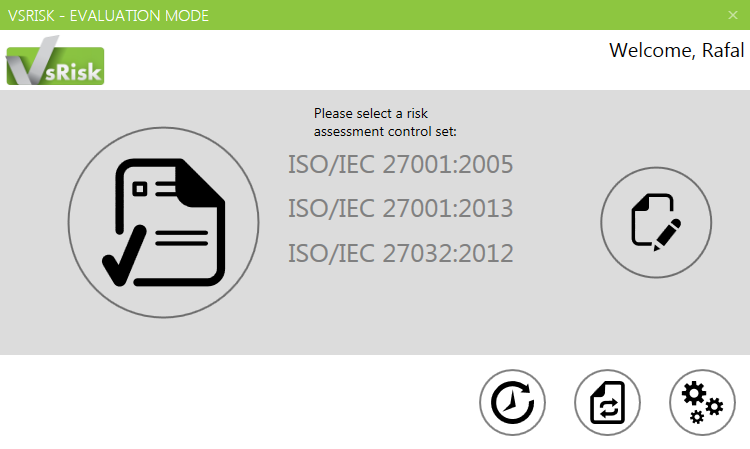 VSRISK - EVALUATION MODE
Welcome, Rafal
VsRisk
Please select a risk
assessment control set:
ISO/IEC 27001:2005
ISO/IEC 27001:2013
ISO/IEC 27032:2012